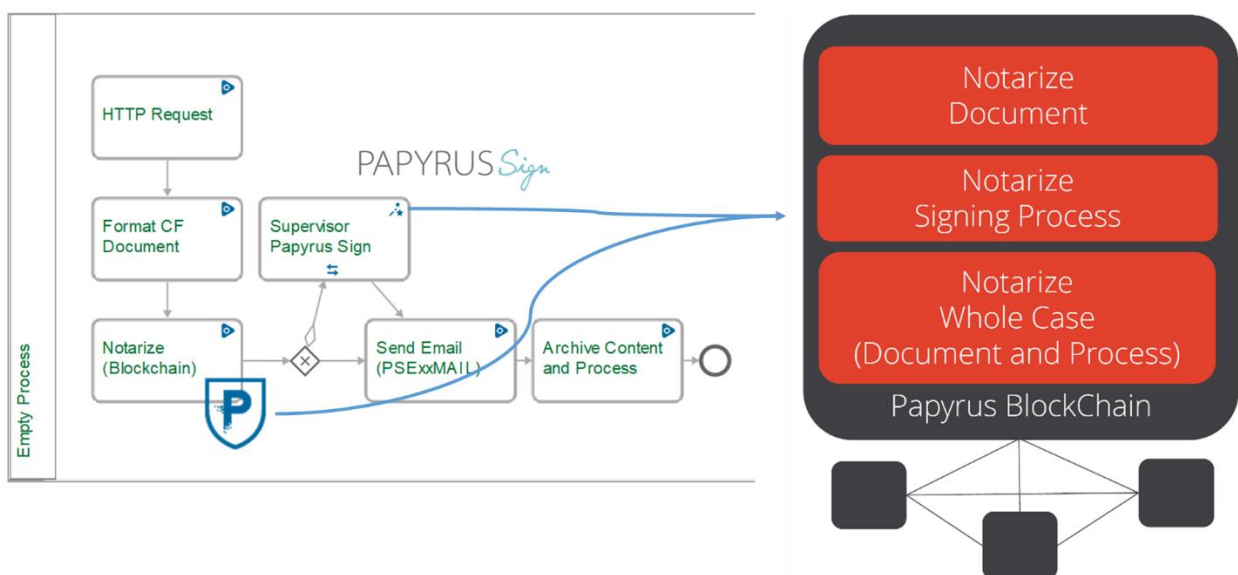 Empty Process
HTTP Request
PAPYRUS Sign
Format CF
Document
Supervisor
Papyrus Sign
Notarize
(Blockchain)
P
Send Email
(PSExxMAIL)
Archive Content
and Process
Notarize
Document
Notarize
Signing Process
Notarize
Whole Case
(Document and Process)
Papyrus BlockChain